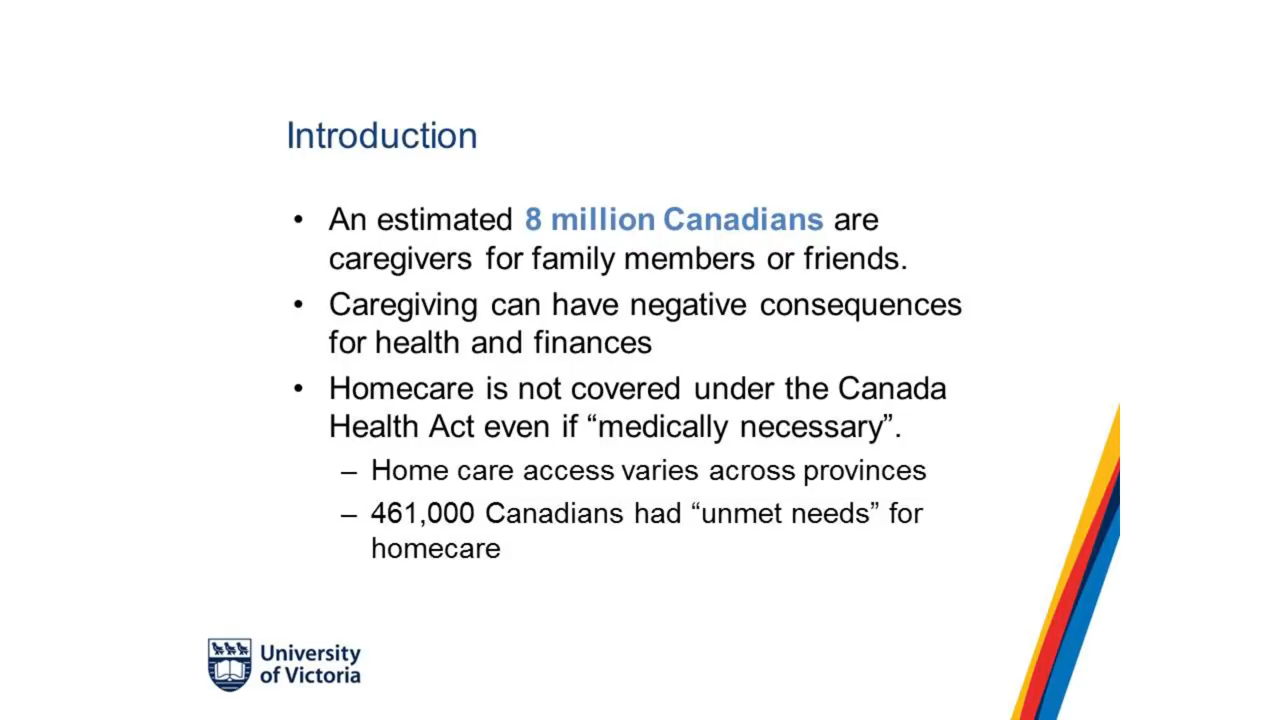 Introduction
• An estimated 8 million Canadians are
caregivers for family members or friends.
• Caregiving can have negative consequences
for health and finances
• Homecare is not covered under the Canada
Health Act even if “medically necessary”.
– Home care access varies across provinces
– 461,000 Canadians had “unmet needs” for
homecare
University
of Victoria